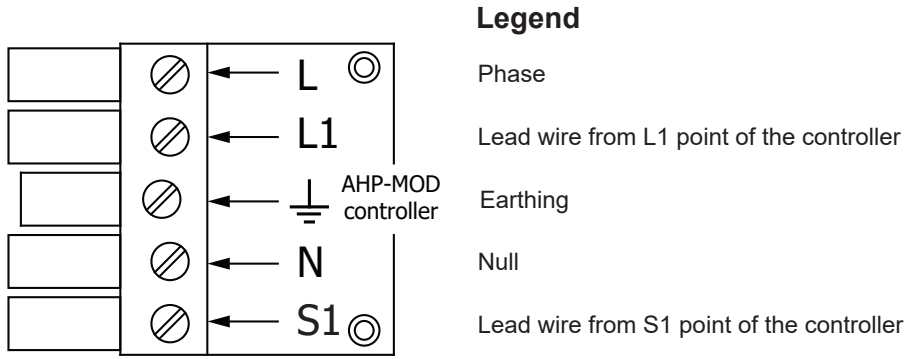 Legend
L Phase
L1 Lead wire from L1 point of the controller
AHP-MOD
controller
Earthing
N Null
S1 Lead wire from S1 point of the controller